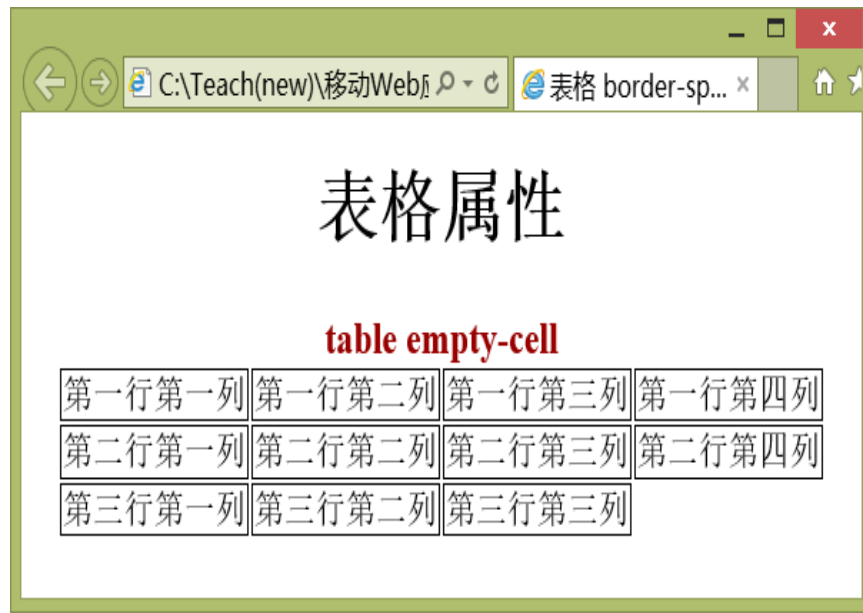 C:\Teach(new)\移动Web应
表格 border-sp...
表格属性
table empty-cell
第一行第一列 第一行第二列 第一行第三列 第一行第四列
第二行第一列 第二行第二列 第二行第三列 第二行第四列
第三行第一列 第三行第二列 第三行第三列